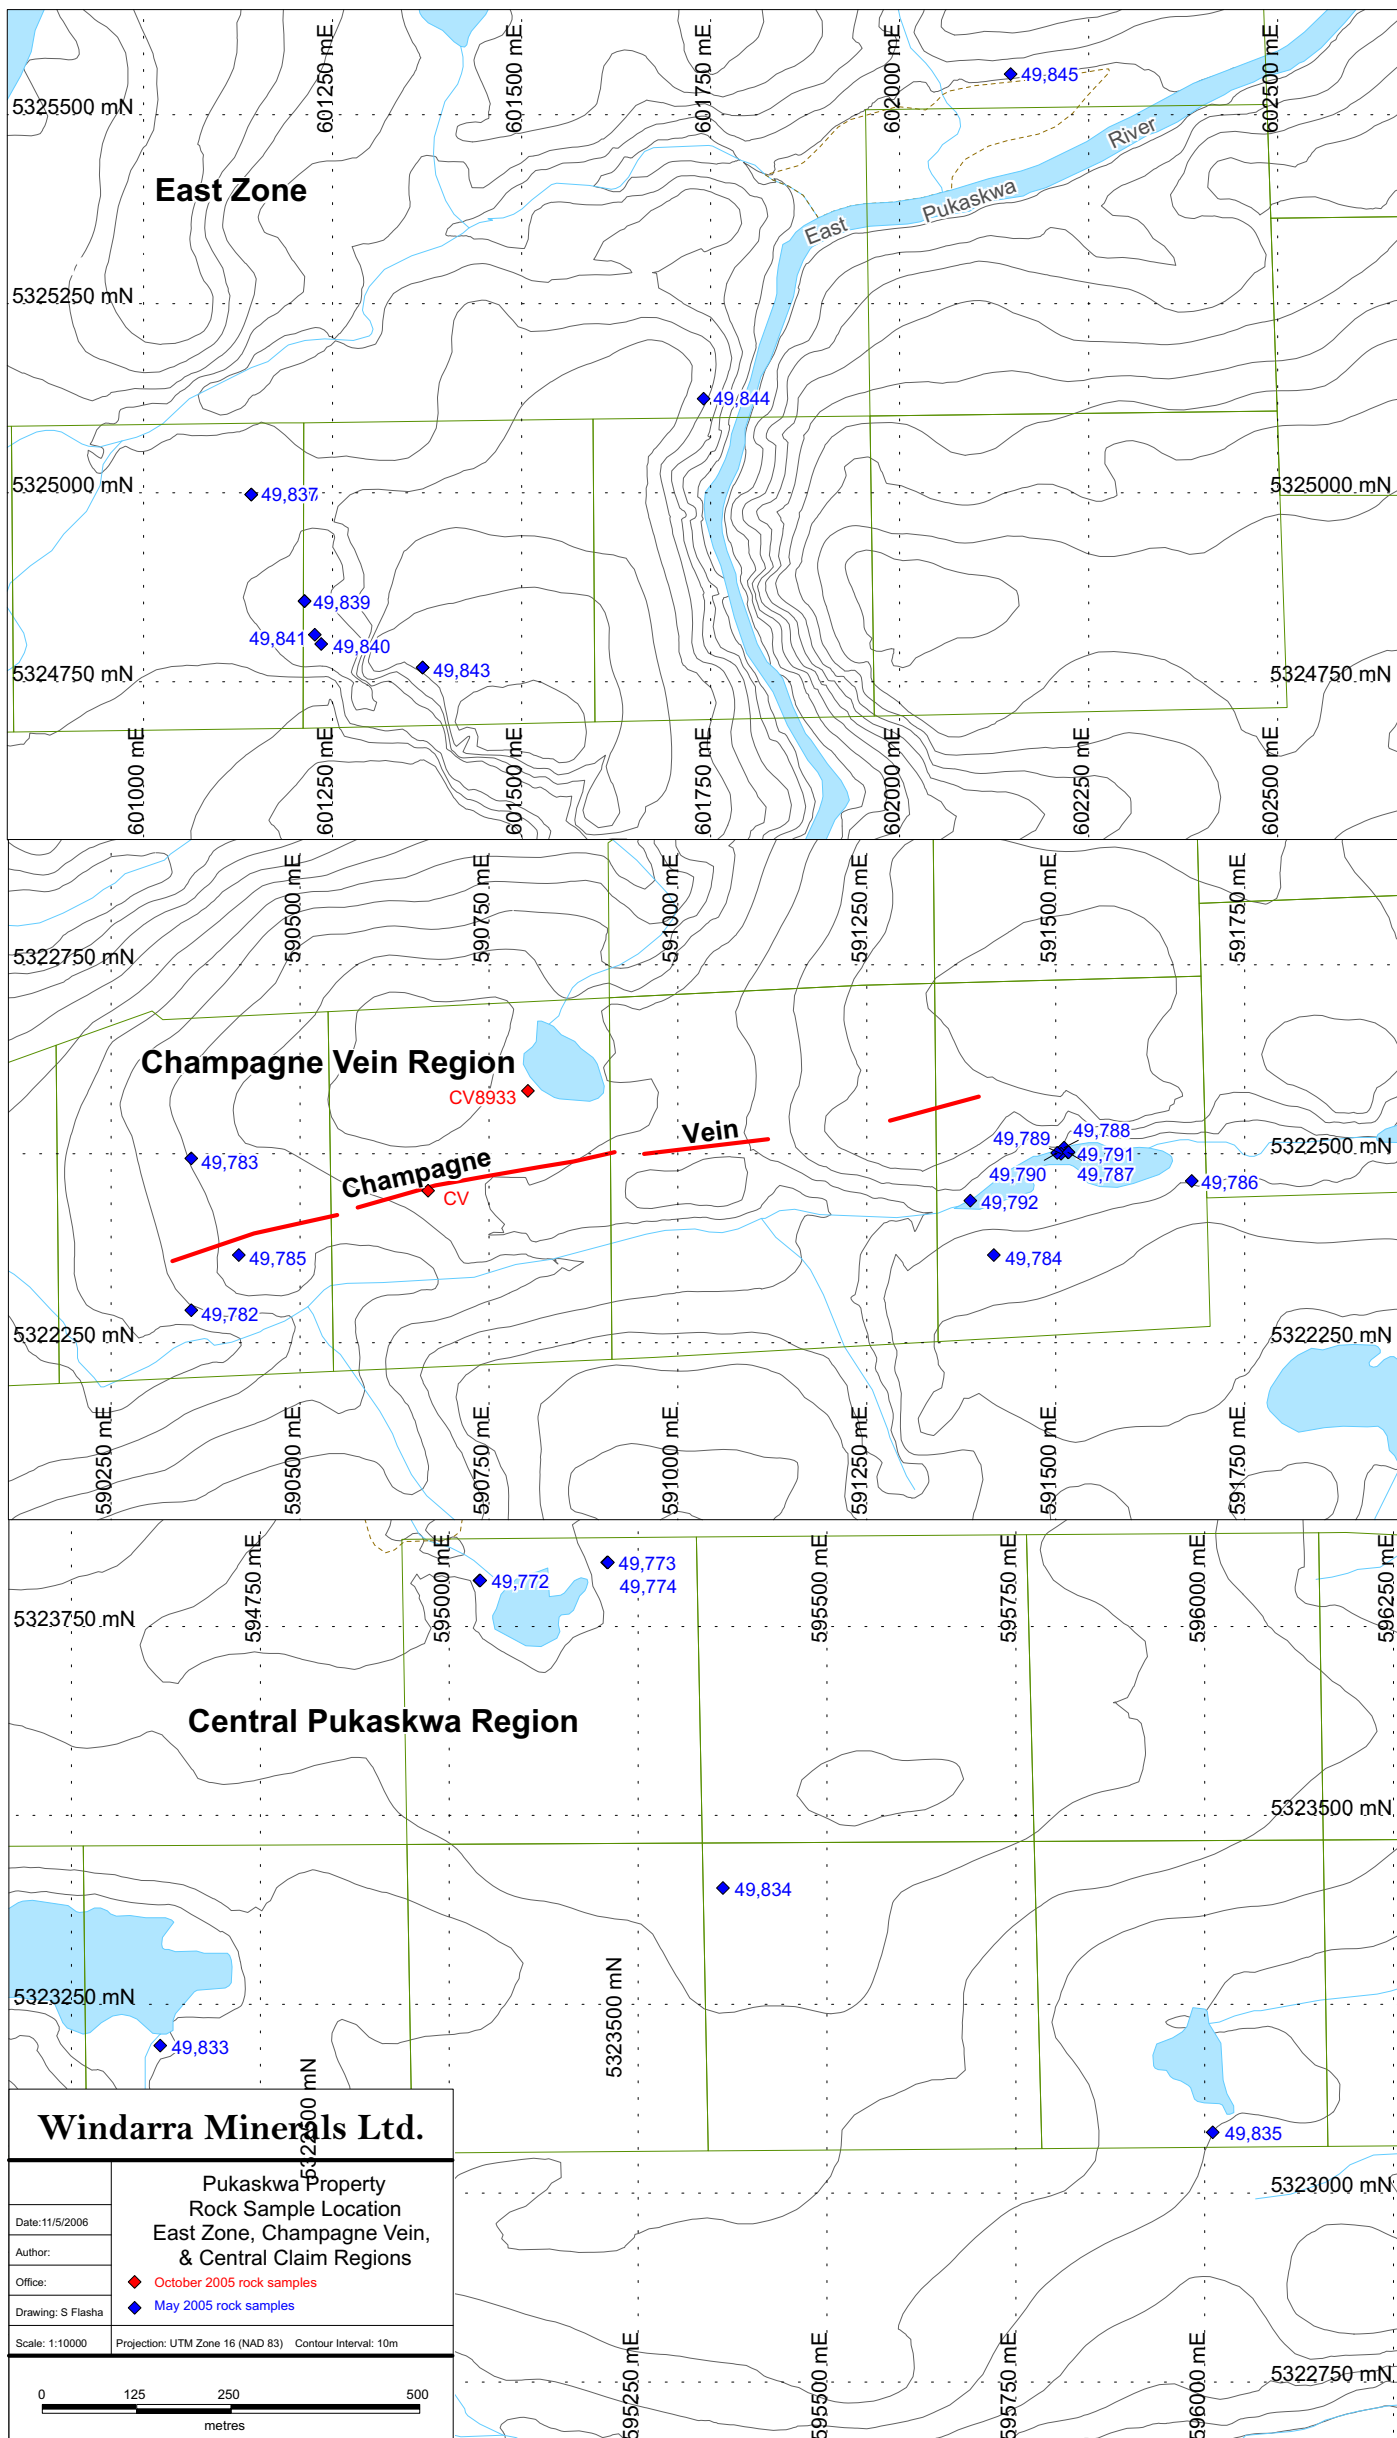 601250 mE
601500 mE
601750 mE
602000 mE
602500 mE
49,845
5325500 mN
River
East Zone
Pukaskwa
East
5325250 mN
49,844
5325000 mN
49,837
5325000 mN
49,839
49,841
49,840
49,843
5324750 mN
5324750 mN
601000 mE
601250 mE
601500 mE
601750 mE
602000 mE
602250 mE
602500 mE
590500 mE
590750 mE
591000 mE
591250 mE
591500 mE
591750 mE
5322750 mN
Champagne Vein Region
CV8933
Vein
49,789
49,788
5322500 mN
49,783
Champagne
49,791
49,790
49,787
49,786
CV
49,792
49,785
49,784
49,782
5322250 mN
5322250 mN
590250 mE
590500 mE
590750 mE
591000 mE
591250 mE
591500 mE
591750 mE
594750 mE
595000 mE
595500 mE
595750 mE
596000 mE
596250 mE
49,773
49,772
49,774
5323750 mN
Central Pukaskwa Region
5323500 mN
49,834
5323250 mN
5323500 mN
49,833
5322500 mN
49,835
Windarra Minerals Ltd.
Pukaskwa Property
Rock Sample Location
East Zone, Champagne Vein,
& Central Claim Regions
5323000 mN
Date:11/5/2006
Author:
Office:
October 2005 rock samples
Drawing: S Flasha
May 2005 rock samples
Scale: 1:10000
Projection: UTM Zone 16 (NAD 83) Contour Interval: 10m
595250 mE
595500 mE
595750 mE
596000 mE
5322750 mN
0 125 250 500
metres